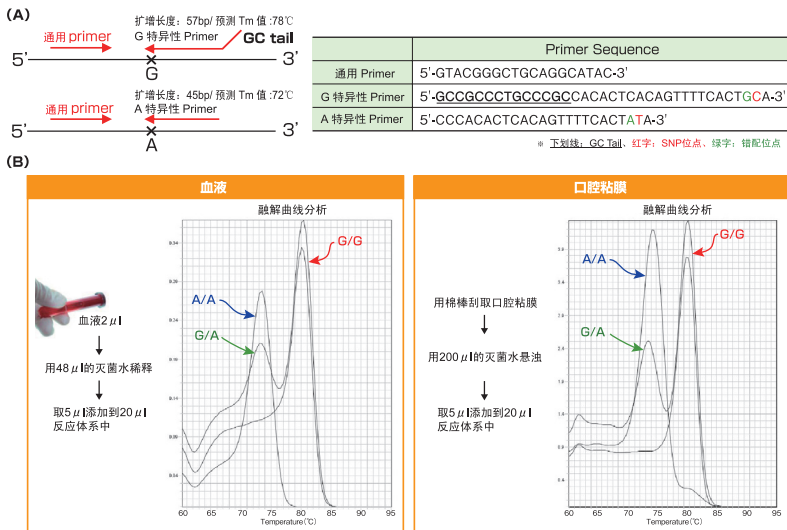 (A)
扩增长度：57bp/ 预测 Tm 值 :78℃
通用 primer
G 特异性 Primer
GC tail
5'
3'
G
扩增长度：45bp/ 预测 Tm 值 :72℃
通用 primer
A 特异性 Primer
5'
3'
A
Primer Sequence
通用 Primer 5'-GTACGGGCTGCAGGCATAC-3'
G 特异性 Primer 5'-GCCGCCCTGCCCGCCACACTCACAGTTTTCACTGCA-3'
A 特异性 Primer 5'-CCCACACTCACAGTTTTCACTATA-3'
※ 下划线：GC Tail、红字：SNP位点、绿字：错配位点
(B)
血液
融解曲线分析
血液2μl
用48μl的灭菌水稀释
取5μl添加到20μl
反应体系中
G/G
A/A
G/A
60 65 70 75 80 85 90 95
Temperature(℃)
口腔粘膜
融解曲线分析
用棉棒刮取口腔粘膜
用200μl的灭菌水悬浊
取5μl添加到20μl
反应体系中
G/G
A/A
G/A
60 65 70 75 80 85 90 95
Temperature(℃)